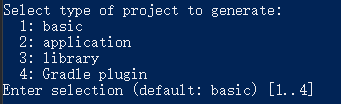 Select type of project to generate:
  1: basic
  2: application
  3: library
  4: Gradle plugin
Enter selection (default: basic) [1..4]